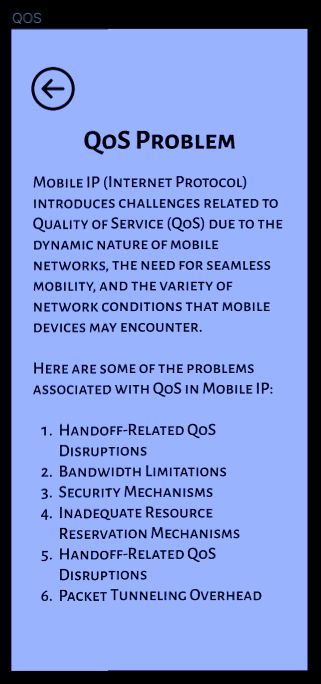 QOS
QoS Problem
Mobile IP (Internet Protocol)
introduces challenges related to
Quality of Service (QoS) due to the
dynamic nature of mobile
networks, the need for seamless
mobility, and the variety of
network conditions that mobile
devices may encounter.
Here are some of the problems
associated with QoS in Mobile IP:
1. Handoff-Related QoS
Disruptions
2. Bandwidth Limitations
3. Security Mechanisms
4. Inadequate Resource
Reservation Mechanisms
5. Handoff-Related QoS
Disruptions
6. Packet Tunneling Overhead